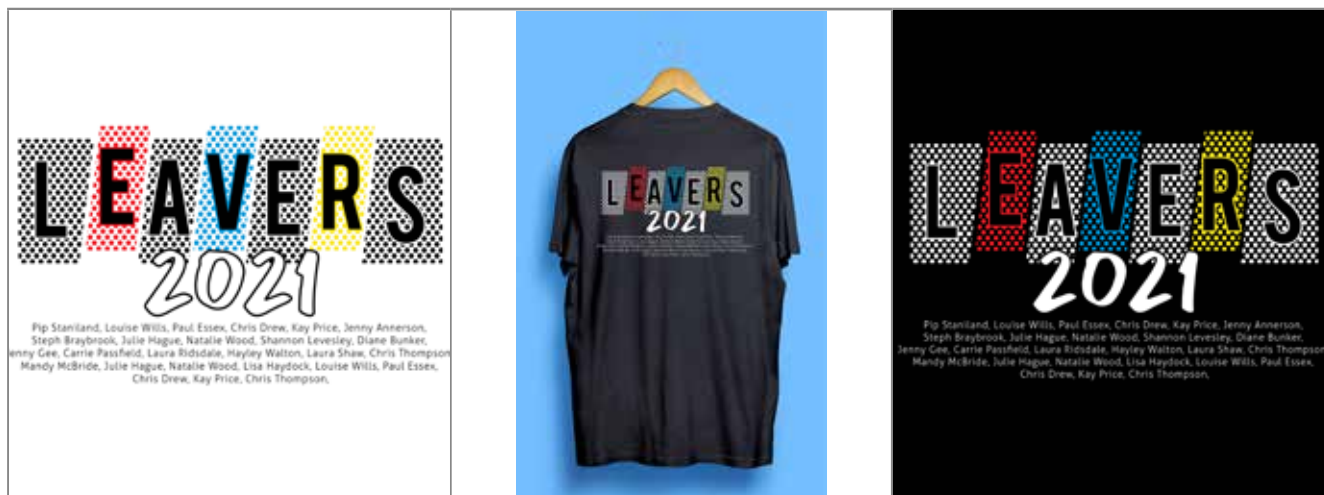 LEAVERS
2021
Pip Staniland, Louise Wills, Paul Essex, Chris Drew, Kay Price, Jenny Annerson,
Steph Braybrook, Julie Hague, Natalie Wood, Shannon Levesley, Diane Bunker,
Jenny Gee, Carrie Passfield, Laura Ridsdale, Hayley Walton, Laura Shaw, Chris Thompson
Mandy McBride, Julie Hague, Natalie Wood, Lisa Haydock, Louise Wills, Paul Essex,
Chris Drew, Kay Price, Chris Thompson,
LEAVERS
2021
LEAVERS
2021
Pip Staniland, Louise Wills, Paul Essex, Chris Drew, Kay Price, Jenny Annerson,
Steph Braybrook, Julie Hague, Natalie Wood, Shannon Levesley, Diane Bunker,
Jenny Gee, Carrie Passfield, Laura Ridsdale, Hayley Walton, Laura Shaw, Chris Thompson
Mandy McBride, Julie Hague, Natalie Wood, Lisa Haydock, Louise Wills, Paul Essex,
Chris Drew, Kay Price, Chris Thompson,